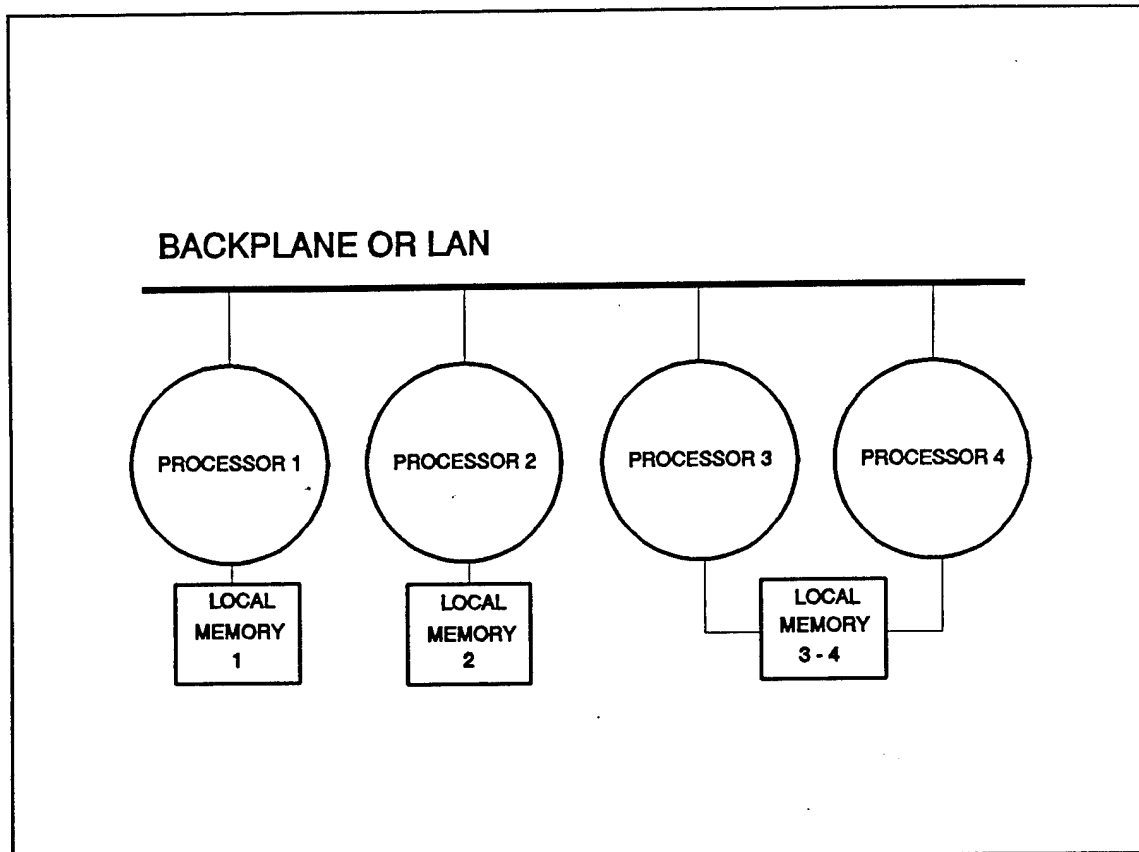 BACKPLANE OR LAN
PROCESSOR 1
PROCESSOR 2
PROCESSOR 3
PROCESSOR 4
LOCAL
MEMORY
1
LOCAL
MEMORY
2
LOCAL
MEMORY
3 - 4